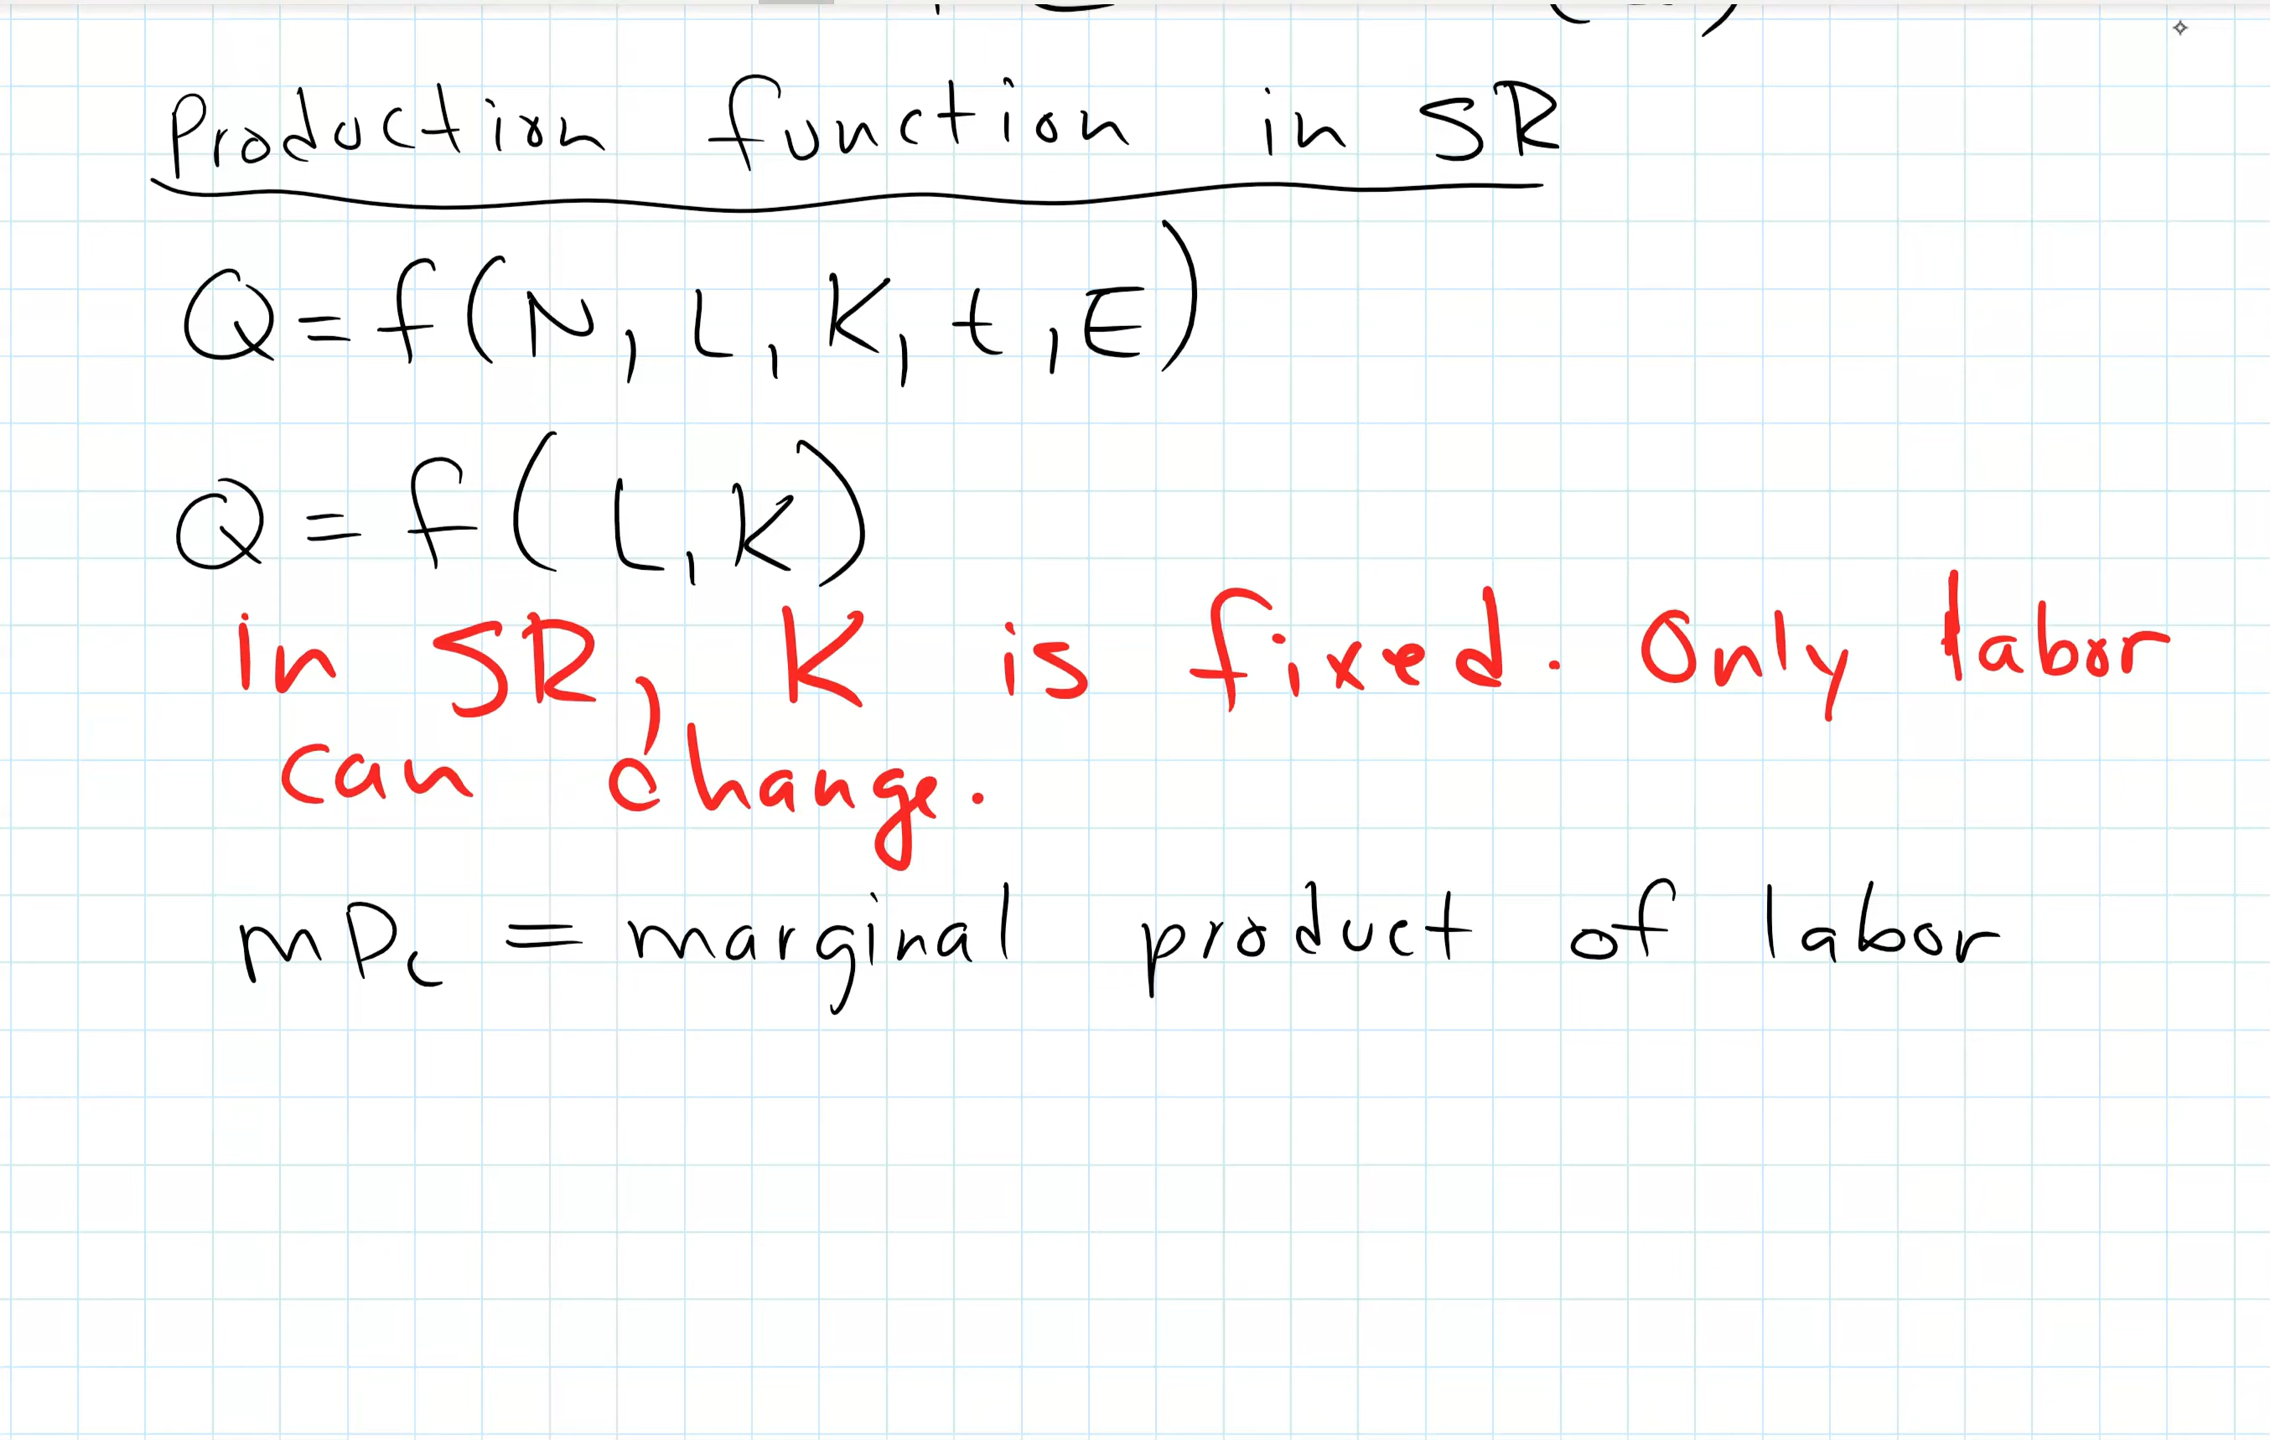 Production function in SR
Q = f(N, L, K, t, E)
Q = f(L, K)
in SR, K is fixed. Only labor
can change.
MP_L = marginal product of labor